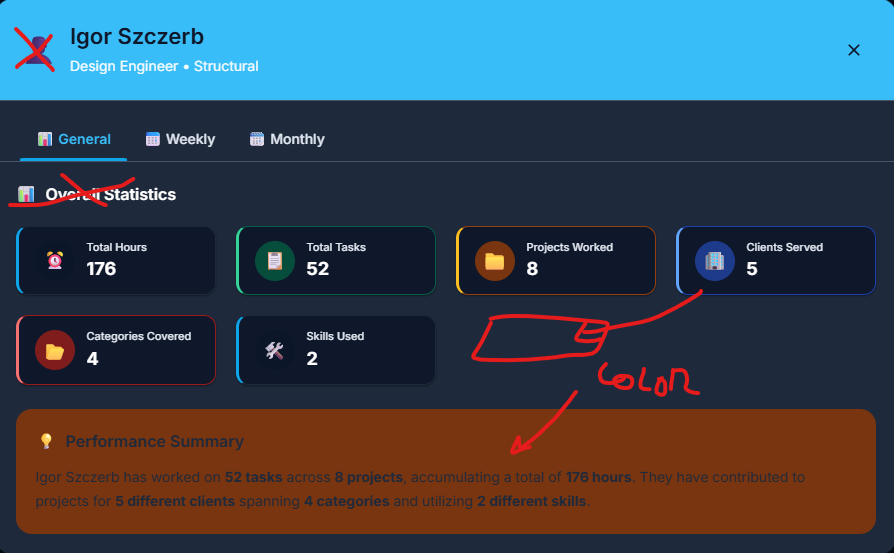 Igor Szczerb
Design Engineer • Structural
General Weekly Monthly
Overall Statistics
Total Hours
176
Total Tasks
52
Projects Worked
8
Clients Served
5
Categories Covered
4
Skills Used
2
COLOR
Performance Summary
Igor Szczerb has worked on 52 tasks across 8 projects, accumulating a total of 176 hours. They have contributed to
projects for 5 different clients spanning 4 categories and utilizing 2 different skills.